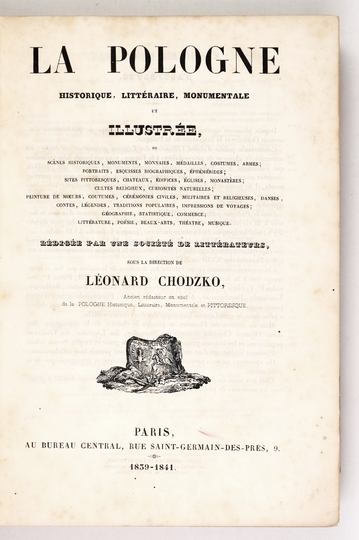 LA POLOGNE
HISTORIQUE, LITTÉRAIRE, MONUMENTALE
ET
ILLUSTRÉE,
OU
SCÈNES HISTORIQUES, MONUMENTS, MONNAIES, MÉDAILLES, COSTUMES, ARMES;
PORTRAITS, ESQUISSES BIOGRAPHIQUES, ÉPHÉMÉRIDES;
SITES PITTORESQUES, CHATEAUX, ÉDIFICES, ÉGLISES, MONASTÈRES;
CULTES RELIGIEUX, CURIOSITÉS NATURELLES;
PEINTURE DE MŒURS, COUTUMES, CÉRÉMONIES CIVILES, MILITAIRES ET RELIGIEUSES, DANSES,
CONTES, LÉGENDES, TRADITIONS POPULAIRES, IMPRESSIONS DE VOYAGES;
GÉOGRAPHIE, STATISTIQUE, COMMERCE;
LITTÉRATURE, POÉSIE, BEAUX-ARTS, THÉATRE, MUSIQUE.
RÉDIGÉE PAR UNE SOCIÉTÉ DE LITTÉRATEURS,
SOUS LA DIRECTION DE
LÉONARD CHODZKO,
Ancien rédacteur en chef
de la POLOGNE Historique, Littéraire, Monumentale et PITTORESQUE.
PARIS,
AU BUREAU CENTRAL, RUE SAINT-GERMAIN-DES-PRÈS, 9.
1839-1841.